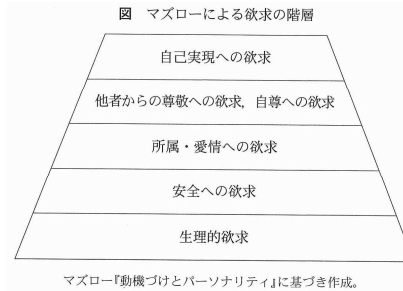 図　マズローによる欲求の階層
自己実現への欲求
他者からの尊敬への欲求，自尊への欲求
所属・愛情への欲求
安全への欲求
生理的欲求
マズロー『動機づけとパーソナリティ』に基づき作成。